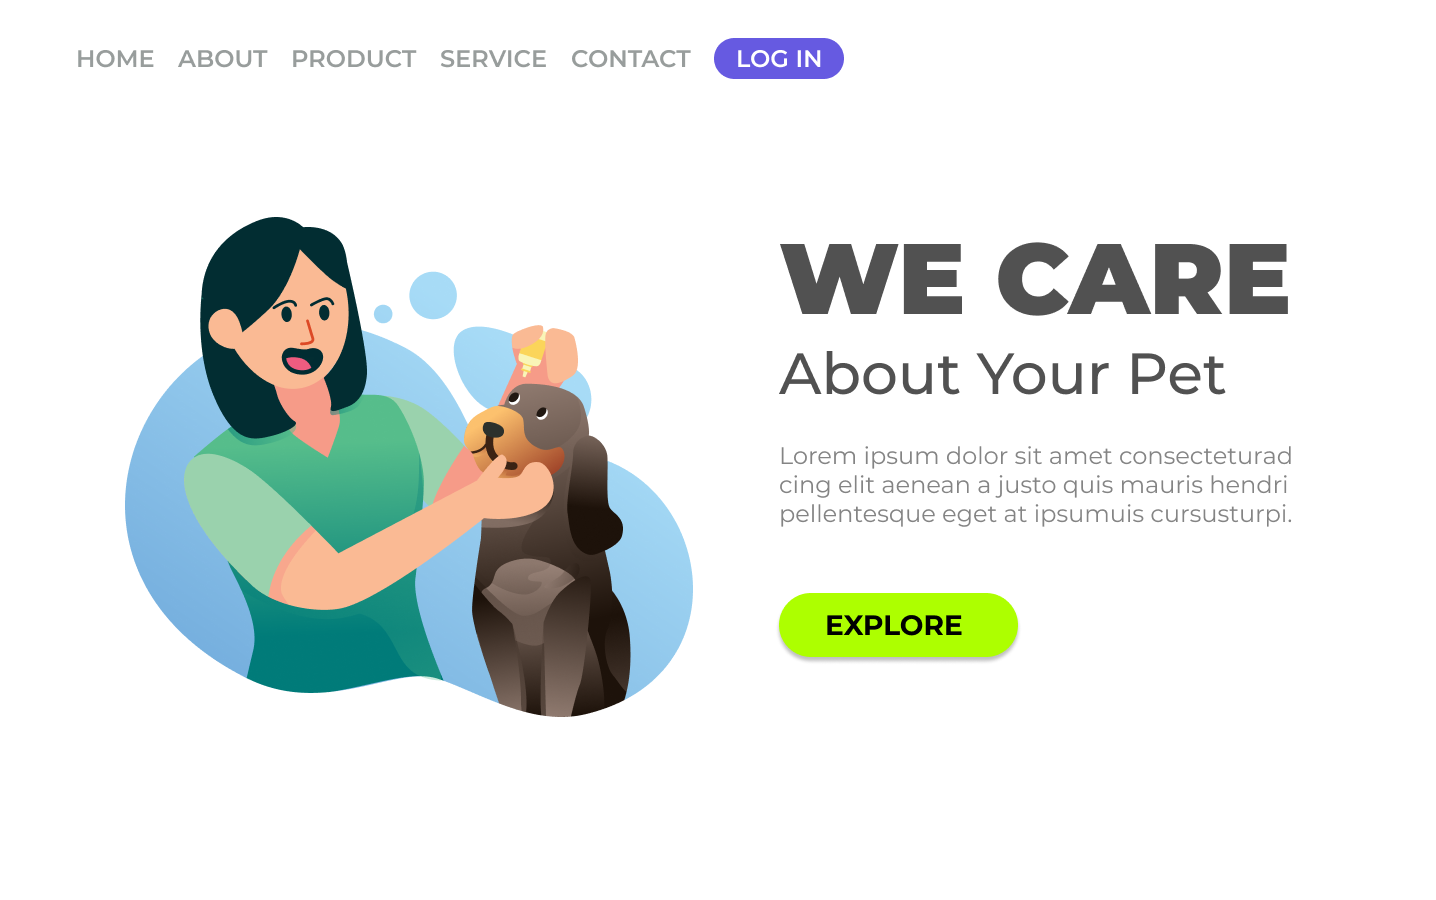 HOME ABOUT PRODUCT SERVICE CONTACT LOG IN
WE CARE
About Your Pet
Lorem ipsum dolor sit amet consecteturad
cing elit aenean a justo quis mauris hendri
pellentesque eget at ipsumuis cursusturpi.
EXPLORE